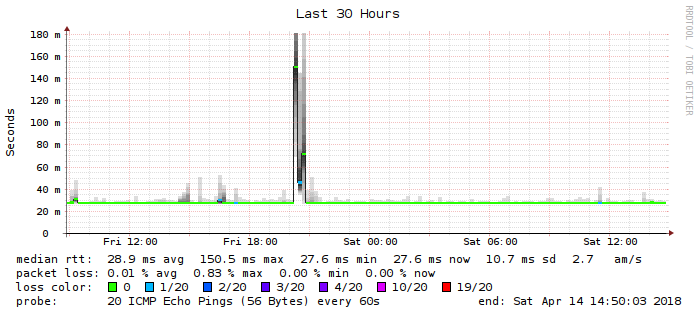 Last 30 Hours
RRDTOOL / TOBI OETIKER
Seconds
180 m
160 m
140 m
120 m
100 m
80 m
60 m
40 m
20 m
0
Fri 12:00 Fri 18:00 Sat 00:00 Sat 06:00 Sat 12:00
median rtt: 28.9 ms avg 150.5 ms max 27.6 ms min 27.6 ms now 10.7 ms sd 2.7 am/s
packet loss: 0.01 % avg 0.83 % max 0.00 % min 0.00 % now
loss color: 0 1/20 2/20 3/20 4/20 10/20 19/20
probe: 20 ICMP Echo Pings (56 Bytes) every 60s end: Sat Apr 14 14:50:03 2018